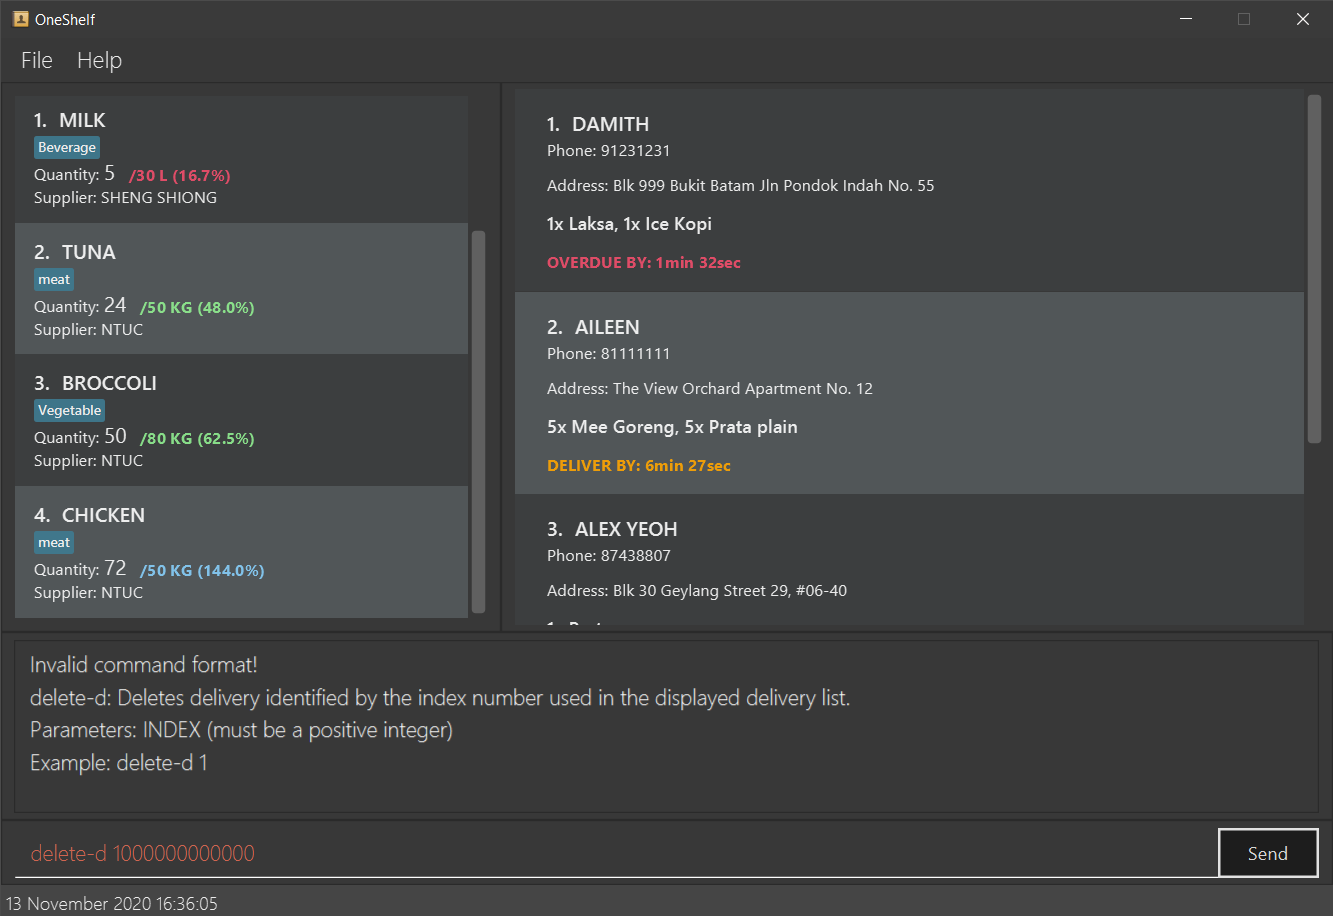 OneShelf
File Help
1. MILK
Beverage
Quantity: 5 /30 L (16.7%)
Supplier: SHENG SHIONG
2. TUNA
meat
Quantity: 24 /50 KG (48.0%)
Supplier: NTUC
3. BROCCOLI
Vegetable
Quantity: 50 /80 KG (62.5%)
Supplier: NTUC
4. CHICKEN
meat
Quantity: 72 /50 KG (144.0%)
Supplier: NTUC
1. DAMITH
Phone: 91231231
Address: Blk 999 Bukit Batam Jln Pondok Indah No. 55
1x Laksa, 1x Ice Kopi
OVERDUE BY: 1min 32sec
2. AILEEN
Phone: 81111111
Address: The View Orchard Apartment No. 12
5x Mee Goreng, 5x Prata plain
DELIVER BY: 6min 27sec
3. ALEX YEOH
Phone: 87438807
Address: Blk 30 Geylang Street 29, #06-40
Invalid command format!
delete-d: Deletes delivery identified by the index number used in the displayed delivery list.
Parameters: INDEX (must be a positive integer)
Example: delete-d 1
delete-d 1000000000000
Send
13 November 2020 16:36:05